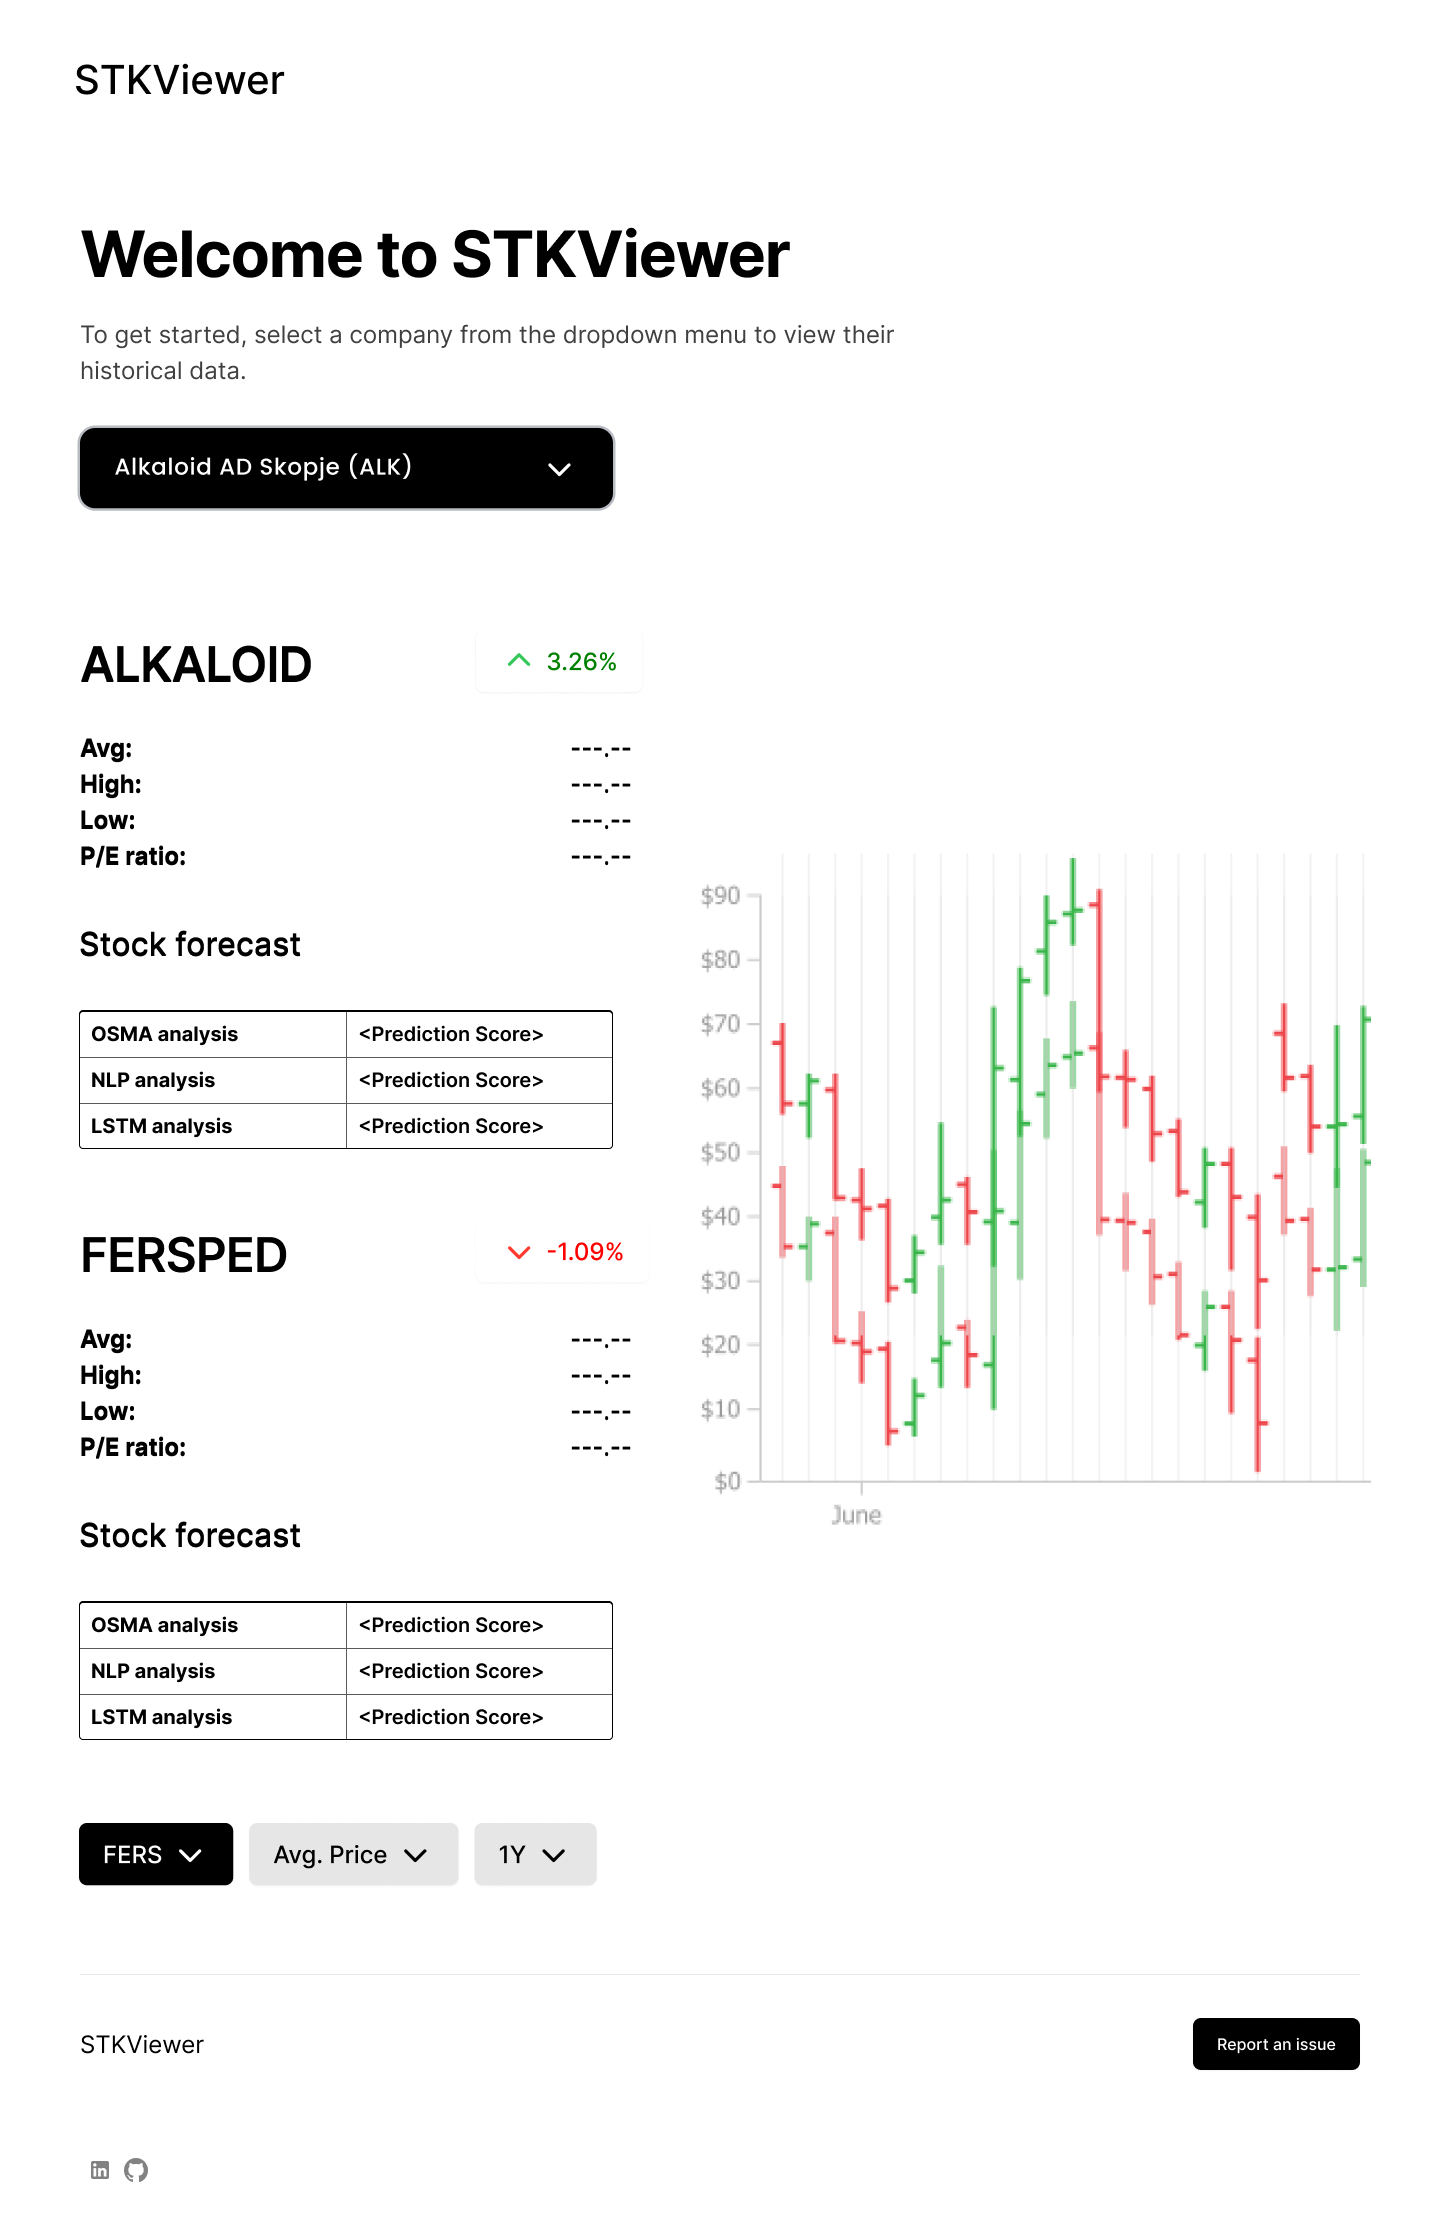 STKViewer
Welcome to STKViewer
To get started, select a company from the dropdown menu to view their
historical data.
Alkaloid AD Skopje (ALK)
ALKALOID
3.26%
Avg: ---.--
High: ---.--
Low: ---.--
P/E ratio: ---.--
Stock forecast
OSMA analysis <Prediction Score>
NLP analysis <Prediction Score>
LSTM analysis <Prediction Score>
FERSPED
-1.09%
Avg: ---.--
High: ---.--
Low: ---.--
P/E ratio: ---.--
Stock forecast
OSMA analysis <Prediction Score>
NLP analysis <Prediction Score>
LSTM analysis <Prediction Score>
$90
$80
$70
$60
$50
$40
$30
$20
$10
$0
June
FERS
Avg. Price
1Y
STKViewer
Report an issue
in